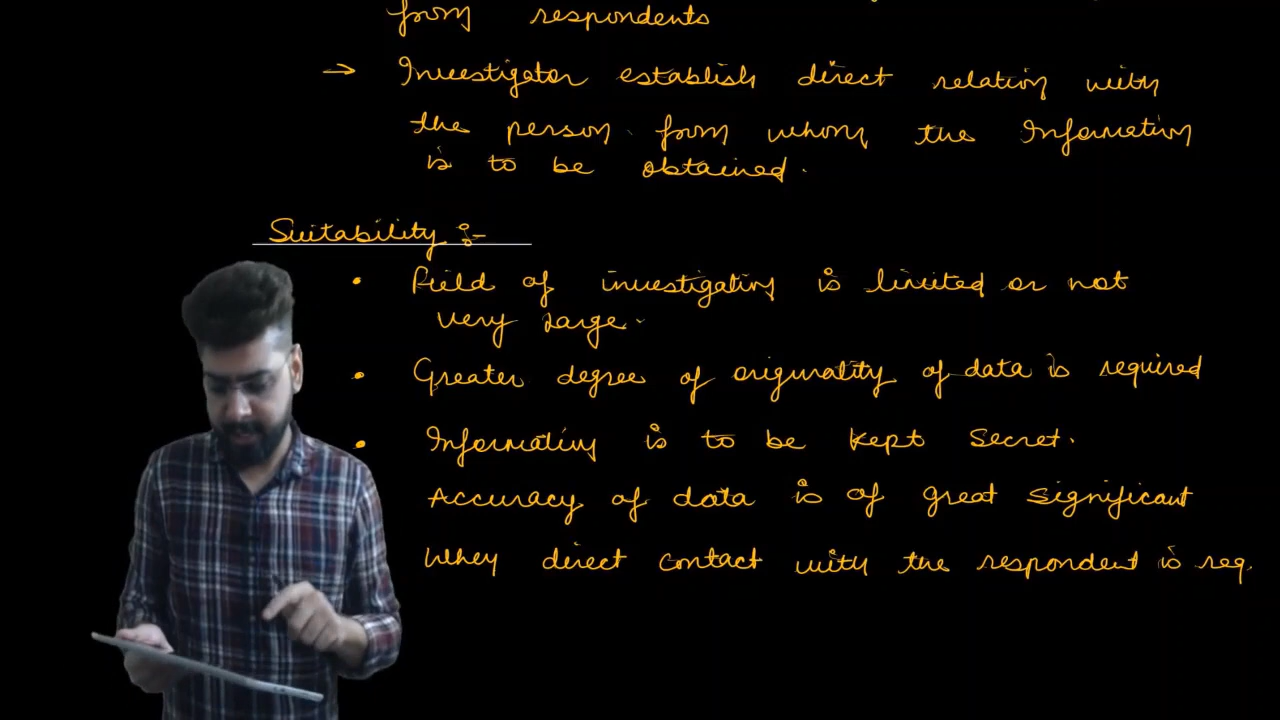 from respondents
→ Investigator establish direct relation with
the person from whom the Information
is to be obtained.
Suitability :-
• Field of investigation is limited or not
very large.
• Greater degree of originality of data is required
• Information is to be kept secret.
Accuracy of data is of great significant
When direct contact with the respondent is req.